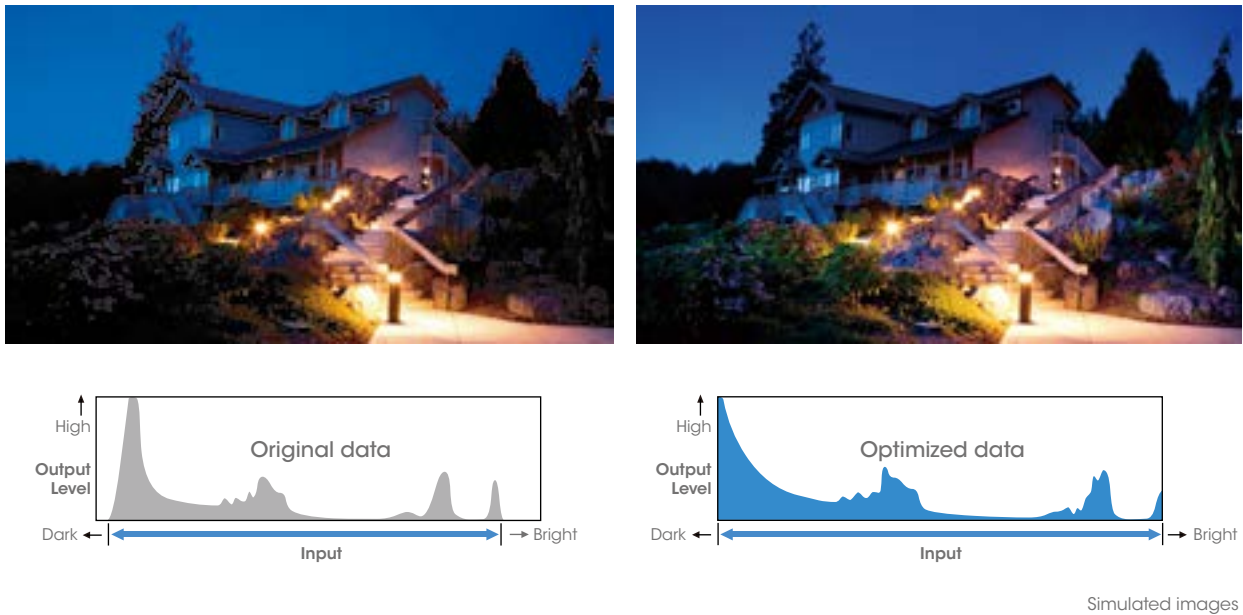 High
Original data
Output
Level
Dark
Bright
Input
High
Optimized data
Output
Level
Dark
Bright
Input
Simulated images